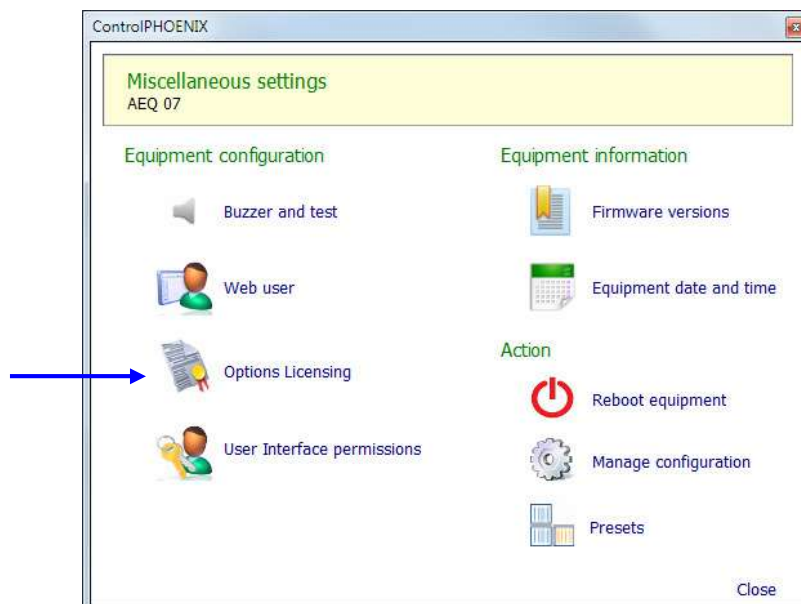 ControlPHOENIX
Miscellaneous settings
AEQ 07
Equipment configuration
Buzzer and test
Web user
Options Licensing
User Interface permissions
Equipment information
Firmware versions
Equipment date and time
Action
Reboot equipment
Manage configuration
Presets
Close